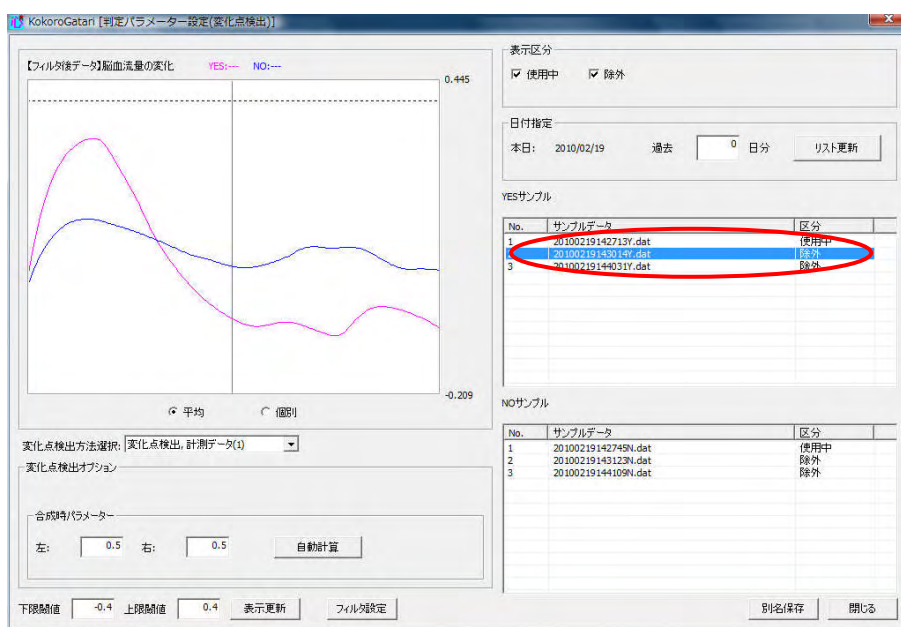 KokoroGatari [判定パラメーター設定(変化点検出)]
【フィルタ後データ】脳血流量の変化 YES:--- NO:---
0.445
-0.209
平均 個別
変化点検出方法選択: 変化点検出, 計測データ(1)
変化点検出オプション
合成時パラメーター
左: 0.5 右: 0.5 自動計算
下限閾値 -0.4 上限閾値 0.4 表示更新 フィルタ設定
表示区分
使用中 除外
日付指定
本日: 2010/02/19 過去 0 日分 リスト更新
YESサンプル
No. サンプルデータ 区分
1 20100219142713Y.dat 使用中
20100219143014Y.dat 除外
3 20100219144031Y.dat 除外
NOサンプル
No. サンプルデータ 区分
1 20100219142745N.dat 使用中
2 20100219143123N.dat 除外
3 20100219144109N.dat 除外
別名保存 閉じる